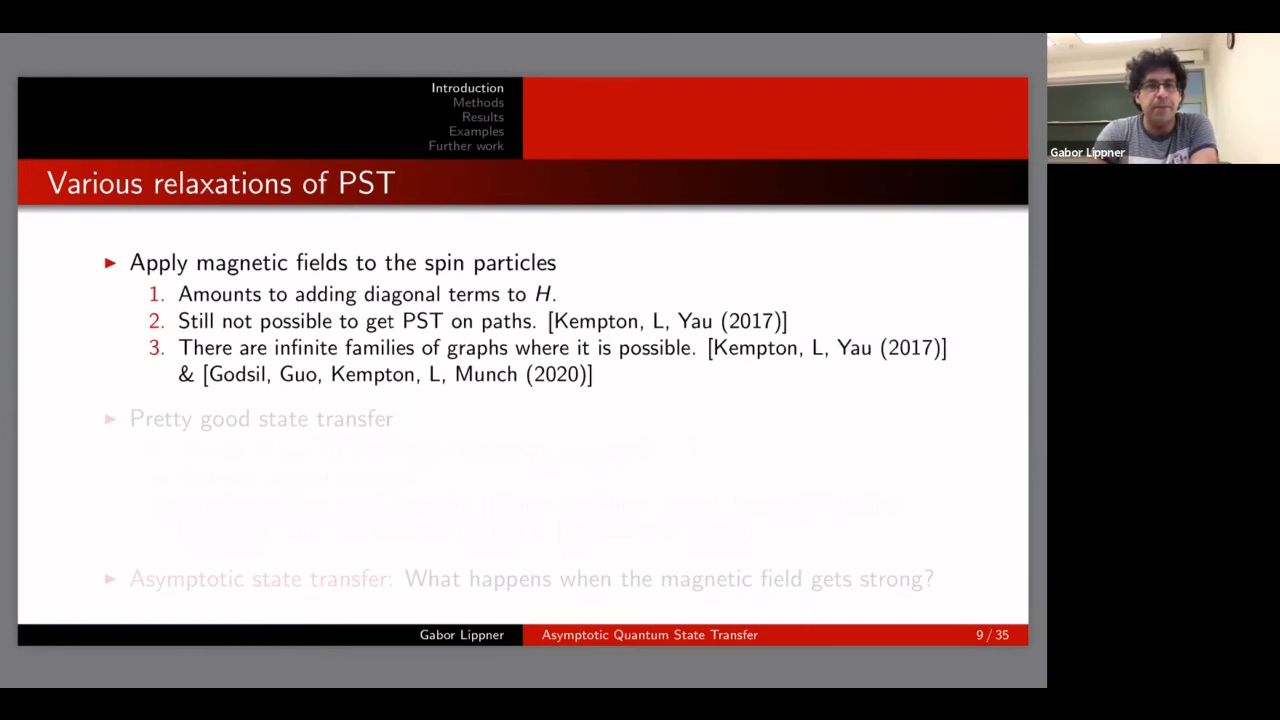 Introduction
Methods
Results
Examples
Further work
Various relaxations of PST
▶ Apply magnetic fields to the spin particles
1. Amounts to adding diagonal terms to H.
2. Still not possible to get PST on paths. [Kempton, L, Yau (2017)]
3. There are infinite families of graphs where it is possible. [Kempton, L, Yau (2017)]
& [Godsil, Guo, Kempton, L, Munch (2020)]
▶ Pretty good state transfer
▶ Asymptotic state transfer: What happens when the magnetic field gets strong?
Gabor Lippner
Asymptotic Quantum State Transfer
9 / 35
Gabor Lippner